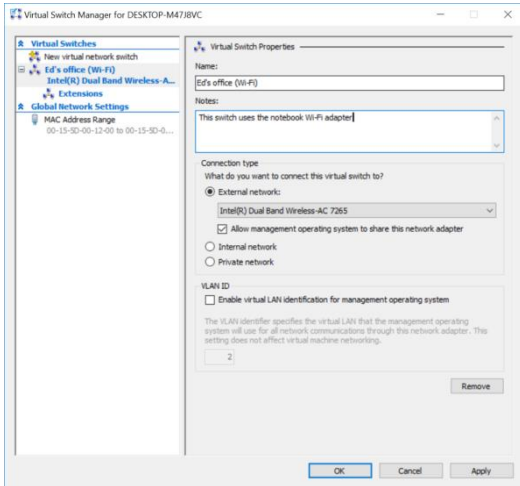 Virtual Switch Manager for DESKTOP-M47J8VC
Virtual Switches
New virtual network switch
Ed's office (Wi-Fi)
Intel(R) Dual Band Wireless-A...
Extensions
Global Network Settings
MAC Address Range
00-15-5D-00-12-00 to 00-15-5D-0...
Virtual Switch Properties
Name:
Ed's office (Wi-Fi)
Notes:
This switch uses the notebook Wi-Fi adapter
Connection type
What do you want to connect this virtual switch to?
External network:
Intel(R) Dual Band Wireless-AC 7265
Allow management operating system to share this network adapter
Internal network
Private network
VLAN ID
Enable virtual LAN identification for management operating system
The VLAN identifier specifies the virtual LAN that the management operating
system will use for all network communications through this network adapter. This
setting does not affect virtual machine networking.
2
Remove
OK
Cancel
Apply